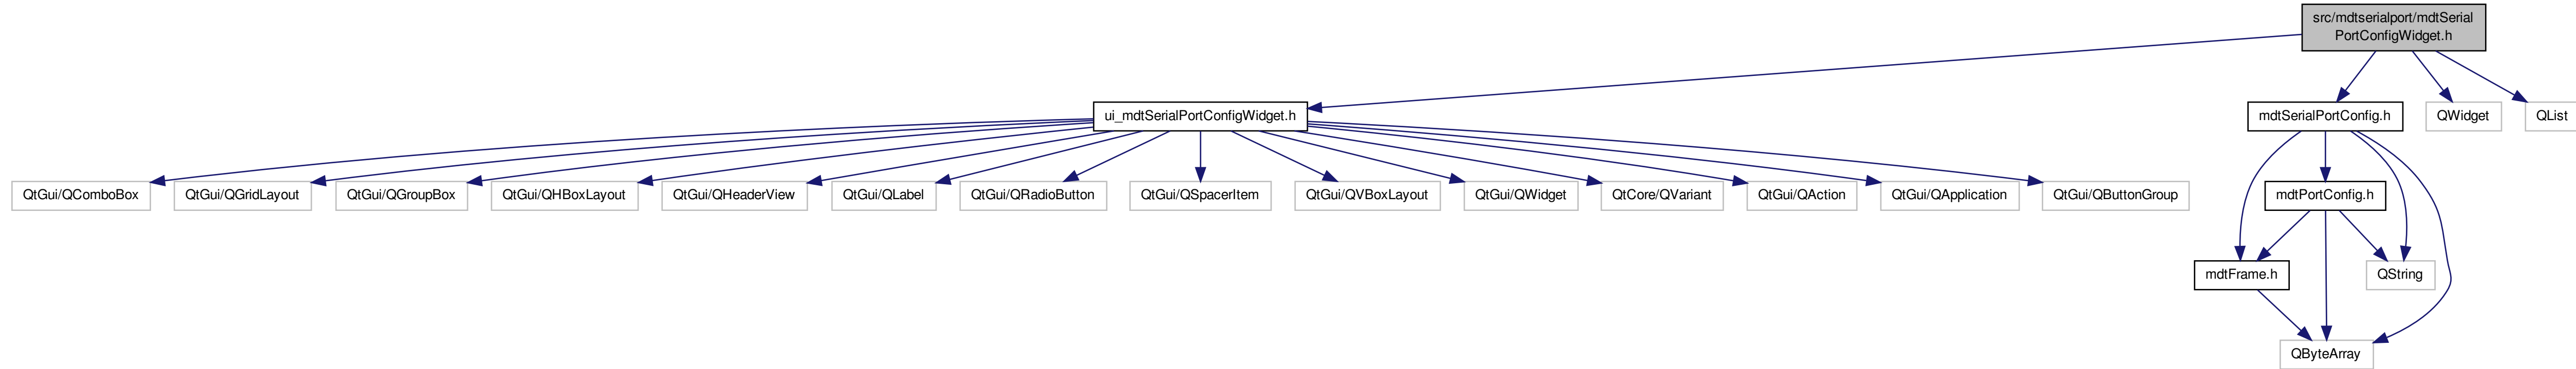 src/mdtserialport/mdtSerial
PortConfigWidget.h
ui_mdtSerialPortConfigWidget.h
mdtSerialPortConfig.h
QWidget
QList
QtGui/QComboBox
QtGui/QGridLayout
QtGui/QGroupBox
QtGui/QHBoxLayout
QtGui/QHeaderView
QtGui/QLabel
QtGui/QRadioButton
QtGui/QSpacerItem
QtGui/QVBoxLayout
QtGui/QWidget
QtCore/QVariant
QtGui/QAction
QtGui/QApplication
QtGui/QButtonGroup
mdtPortConfig.h
mdtFrame.h
QString
QByteArray